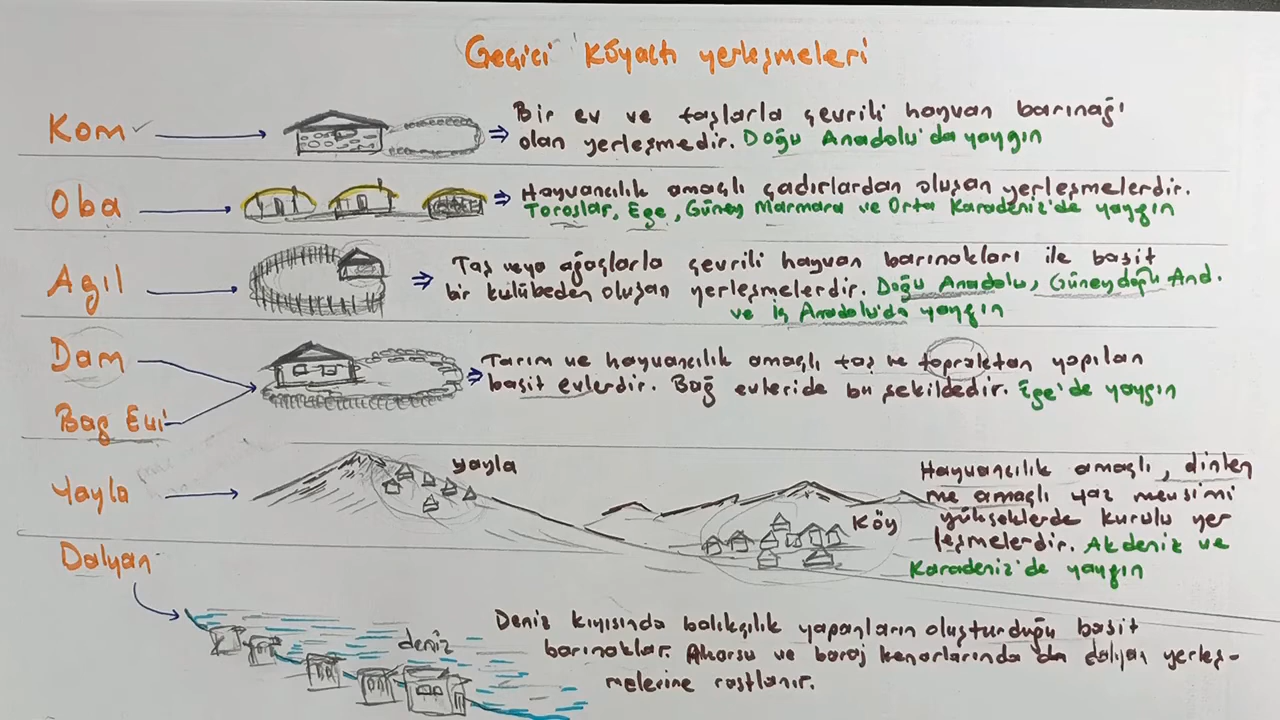 Geçici Köyaltı yerleşmeleri
Kom
Bir ev ve taşlarla çevrili hayvan barınağı
olan yerleşmedir. Doğu Anadolu'da yaygın
Oba
Hayvancılık amaçlı çadırlardan oluşan yerleşmelerdir.
Toroslar, Ege, Güney Marmara ve Orta Karadeniz'de yaygın
Agıl
Taş veya ağaçlarla çevrili hayvan barınakları ile basit
bir kulübeden oluşan yerleşmelerdir. Doğu Anadolu, Güneydoğu And.
ve İç Anadolu'da yaygın
Dam
Tarım ve hayvancılık amaçlı taş ve topraktan yapılan
basit evlerdir. Bağ evleride bu şekildedir. Ege'de yaygın
Bag Evi
Yayla
yayla
Köy
Hayvancılık amaçlı, dinlen
me amaçlı yaz mevsimi
yükseklerde kurulu yer
leşmelerdir. Akdeniz ve
Karadeniz'de yaygın
Dalyan
deniz
Deniz kıyısında balıkçılık yapanların oluşturduğu basit
barınaklar. Akarsu ve baraj kenarlarında da dalyan yerleş-
melerine rastlanır.